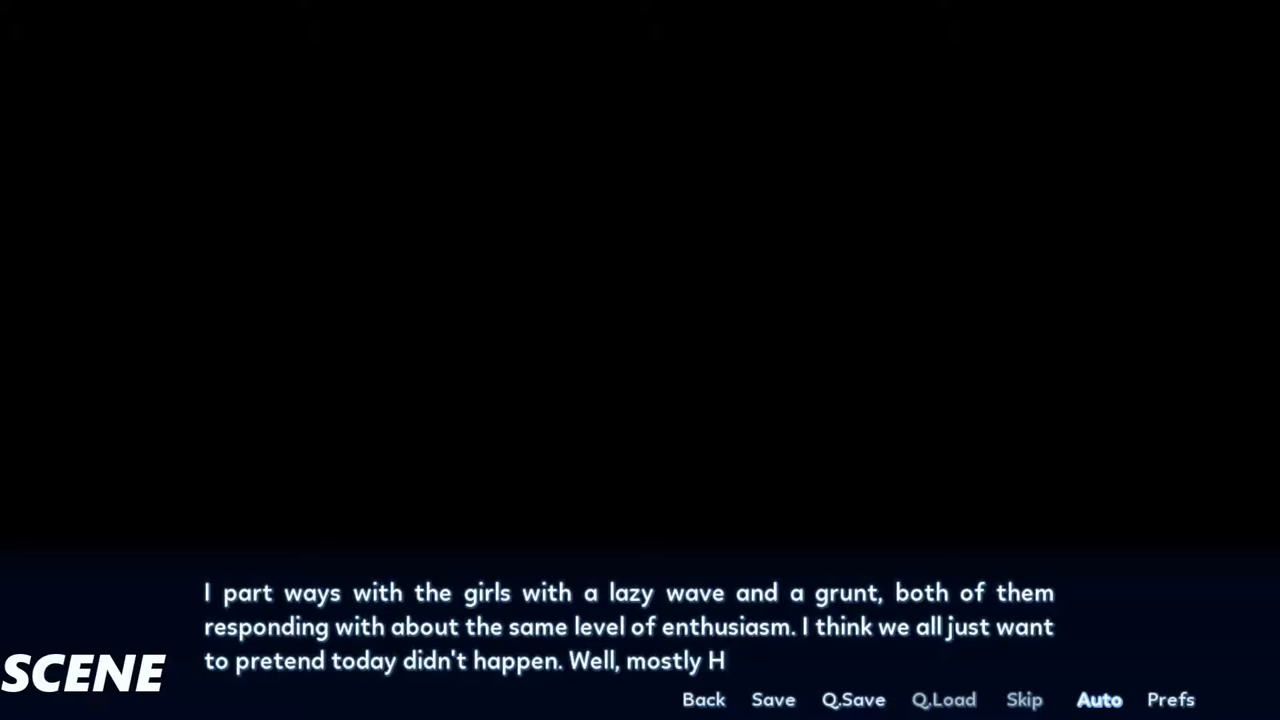 I part ways with the girls with a lazy wave and a grunt, both of them
responding with about the same level of enthusiasm. I think we all just want
to pretend today didn't happen. Well, mostly H
SCENE
Back Save Q.Save Q.Load Skip Auto Prefs